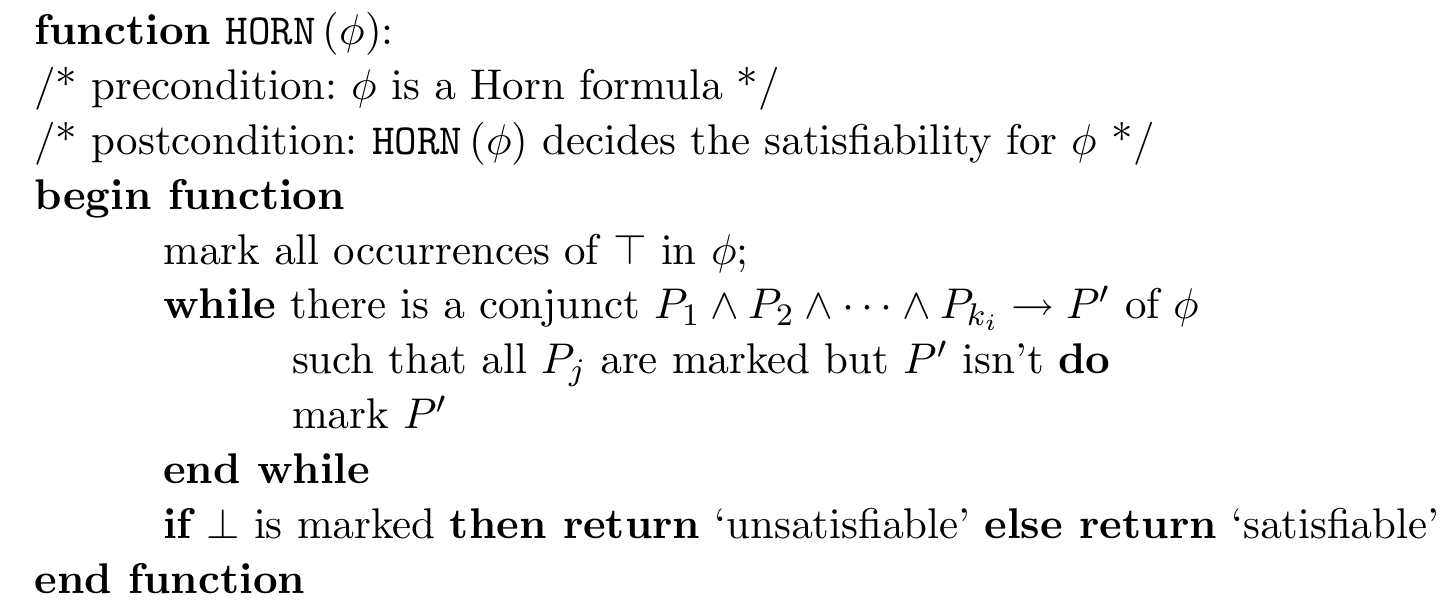 function HORN (ϕ):
/* precondition: ϕ is a Horn formula */
/* postcondition: HORN (ϕ) decides the satisfiability for ϕ */
begin function
mark all occurrences of ⊤ in ϕ;
while there is a conjunct P₁ ∧ P₂ ∧ ⋯ ∧ Pₖᵢ → P′ of ϕ
such that all Pⱼ are marked but P′ isn't do
mark P′
end while
if ⊥ is marked then return ‘unsatisfiable’ else return ‘satisfiable’
end function